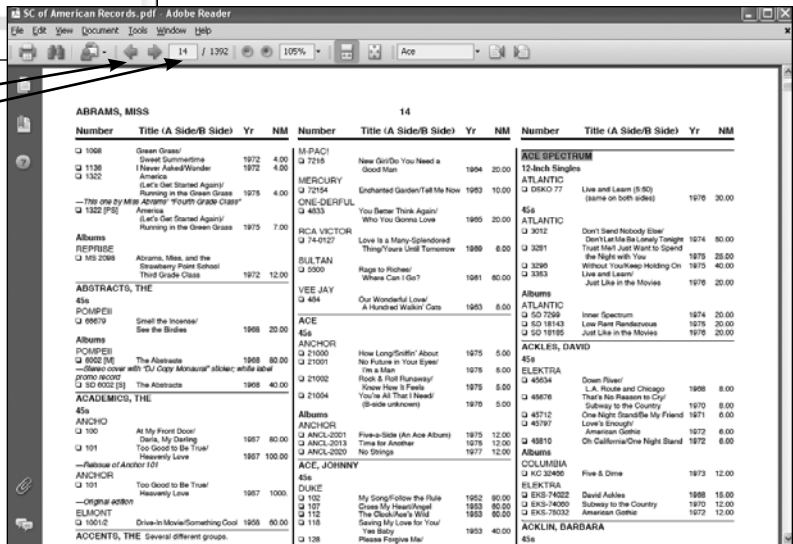 SC of American Records.pdf - Adobe Reader
File Edit View Document Tools Window Help
14 / 1392 105% Ace
ABRAMS, MISS
14
Number Title (A Side/B Side) Yr NM
☐ 1098 Green Grass/
Sweet Summertime 1972 4.00
☐ 1136 I Never Asked/Wonder 1972 4.00
☐ 1322 America
(Let's Get Started Again)/
Running in the Green Grass 1975 4.00
—This one by Miss Abrams' "Fourth Grade Class"
☐ 1322 [PS] America
(Let's Get Started Again)/
Running in the Green Grass 1975 7.00
Albums
REPRISE
☐ MS 2098 Abrams, Miss, and the
Strawberry Point School
Third Grade Class 1972 12.00
ABSTRACTS, THE
45s
POMPEII
☐ 66679 Smell the Incense/
See the Birdies 1968 20.00
Albums
POMPEII
☐ 6002 [M] The Abstracts 1968 80.00
—Stereo cover with "DJ Copy Monaural" sticker; white label
promo record
☐ SD 6002 [S] The Abstracts 1968 40.00
ACADEMICS, THE
45s
ANCHO
☐ 100 At My Front Door/
Darla, My Darling 1957 80.00
☐ 101 Too Good to Be True/
Heavenly Love 1957 100.00
—Reissue of Anchor 101
ANCHOR
☐ 101 Too Good to Be True/
Heavenly Love 1957 1000.
—Original edition
ELMONT
☐ 1001/2 Drive-In Movie/Something Cool 1958 60.00
ACCENTS, THE Several different groups.
Number Title (A Side/B Side) Yr NM
M-PAC!
☐ 7216 New Girl/Do You Need a
Good Man 1964 20.00
MERCURY
☐ 72154 Enchanted Garden/Tell Me Now 1963 10.00
ONE-DERFUL
☐ 4833 You Better Think Again/
Who You Gonna Love 1965 20.00
RCA VICTOR
☐ 74-0127 Love Is a Many-Splendored
Thing/Yours Until Tomorrow 1969 6.00
SULTAN
☐ 5500 Rags to Riches/
Where Can I Go? 1961 60.00
VEE JAY
☐ 484 Our Wonderful Love/
A Hundred Walkin' Cats 1963 8.00
ACE
45s
ANCHOR
☐ 21000 How Long/Sniffin' About 1975 5.00
☐ 21001 No Future in Your Eyes/
I'm a Man 1975 5.00
☐ 21002 Rock & Roll Runaway/
Know How It Feels 1975 5.00
☐ 21004 You're All That I Need/
(B-side unknown) 1976 5.00
Albums
ANCHOR
☐ ANCL-2001 Five-a-Side (An Ace Album) 1975 12.00
☐ ANCL-2013 Time for Another 1975 12.00
☐ ANCL-2020 No Strings 1977 12.00
ACE, JOHNNY
45s
DUKE
☐ 102 My Song/Follow the Rule 1952 80.00
☐ 107 Cross My Heart/Angel 1953 60.00
☐ 112 The Clock/Ace's Wild 1953 60.00
☐ 118 Saving My Love for You/
Yes Baby 1953 40.00
☐ 128 Please Forgive Me/
Number Title (A Side/B Side) Yr NM
ACE SPECTRUM
12-Inch Singles
ATLANTIC
☐ DSKO 77 Live and Learn (5:50)
(same on both sides) 1976 30.00
45s
ATLANTIC
☐ 3012 Don't Send Nobody Else/
Don't Let Me Be Lonely Tonight 1974 50.00
☐ 3281 Trust Me/I Just Want to Spend
the Night with You 1975 25.00
☐ 3296 Without You/Keep Holding On 1975 40.00
☐ 3353 Live and Learn/
Just Like in the Movies 1976 20.00
Albums
ATLANTIC
☐ SD 7299 Inner Spectrum 1974 20.00
☐ SD 18143 Low Rent Rendezvous 1975 20.00
☐ SD 18185 Just Like in the Movies 1976 20.00
ACKLES, DAVID
45s
ELEKTRA
☐ 45634 Down River/
L.A. Route and Chicago 1968 8.00
☐ 45676 That's No Reason to Cry/
Subway to the Country 1970 8.00
☐ 45712 One Night Stand/Be My Friend 1971 6.00
☐ 45797 Love's Enough/
American Gothic 1972 6.00
☐ 45810 Oh California/One Night Stand 1972 6.00
Albums
COLUMBIA
☐ KC 32466 Five & Dime 1973 12.00
ELEKTRA
☐ EKS-74022 David Ackles 1968 15.00
☐ EKS-74060 Subway to the Country 1970 12.00
☐ EKS-75032 American Gothic 1972 12.00
ACKLIN, BARBARA
45s